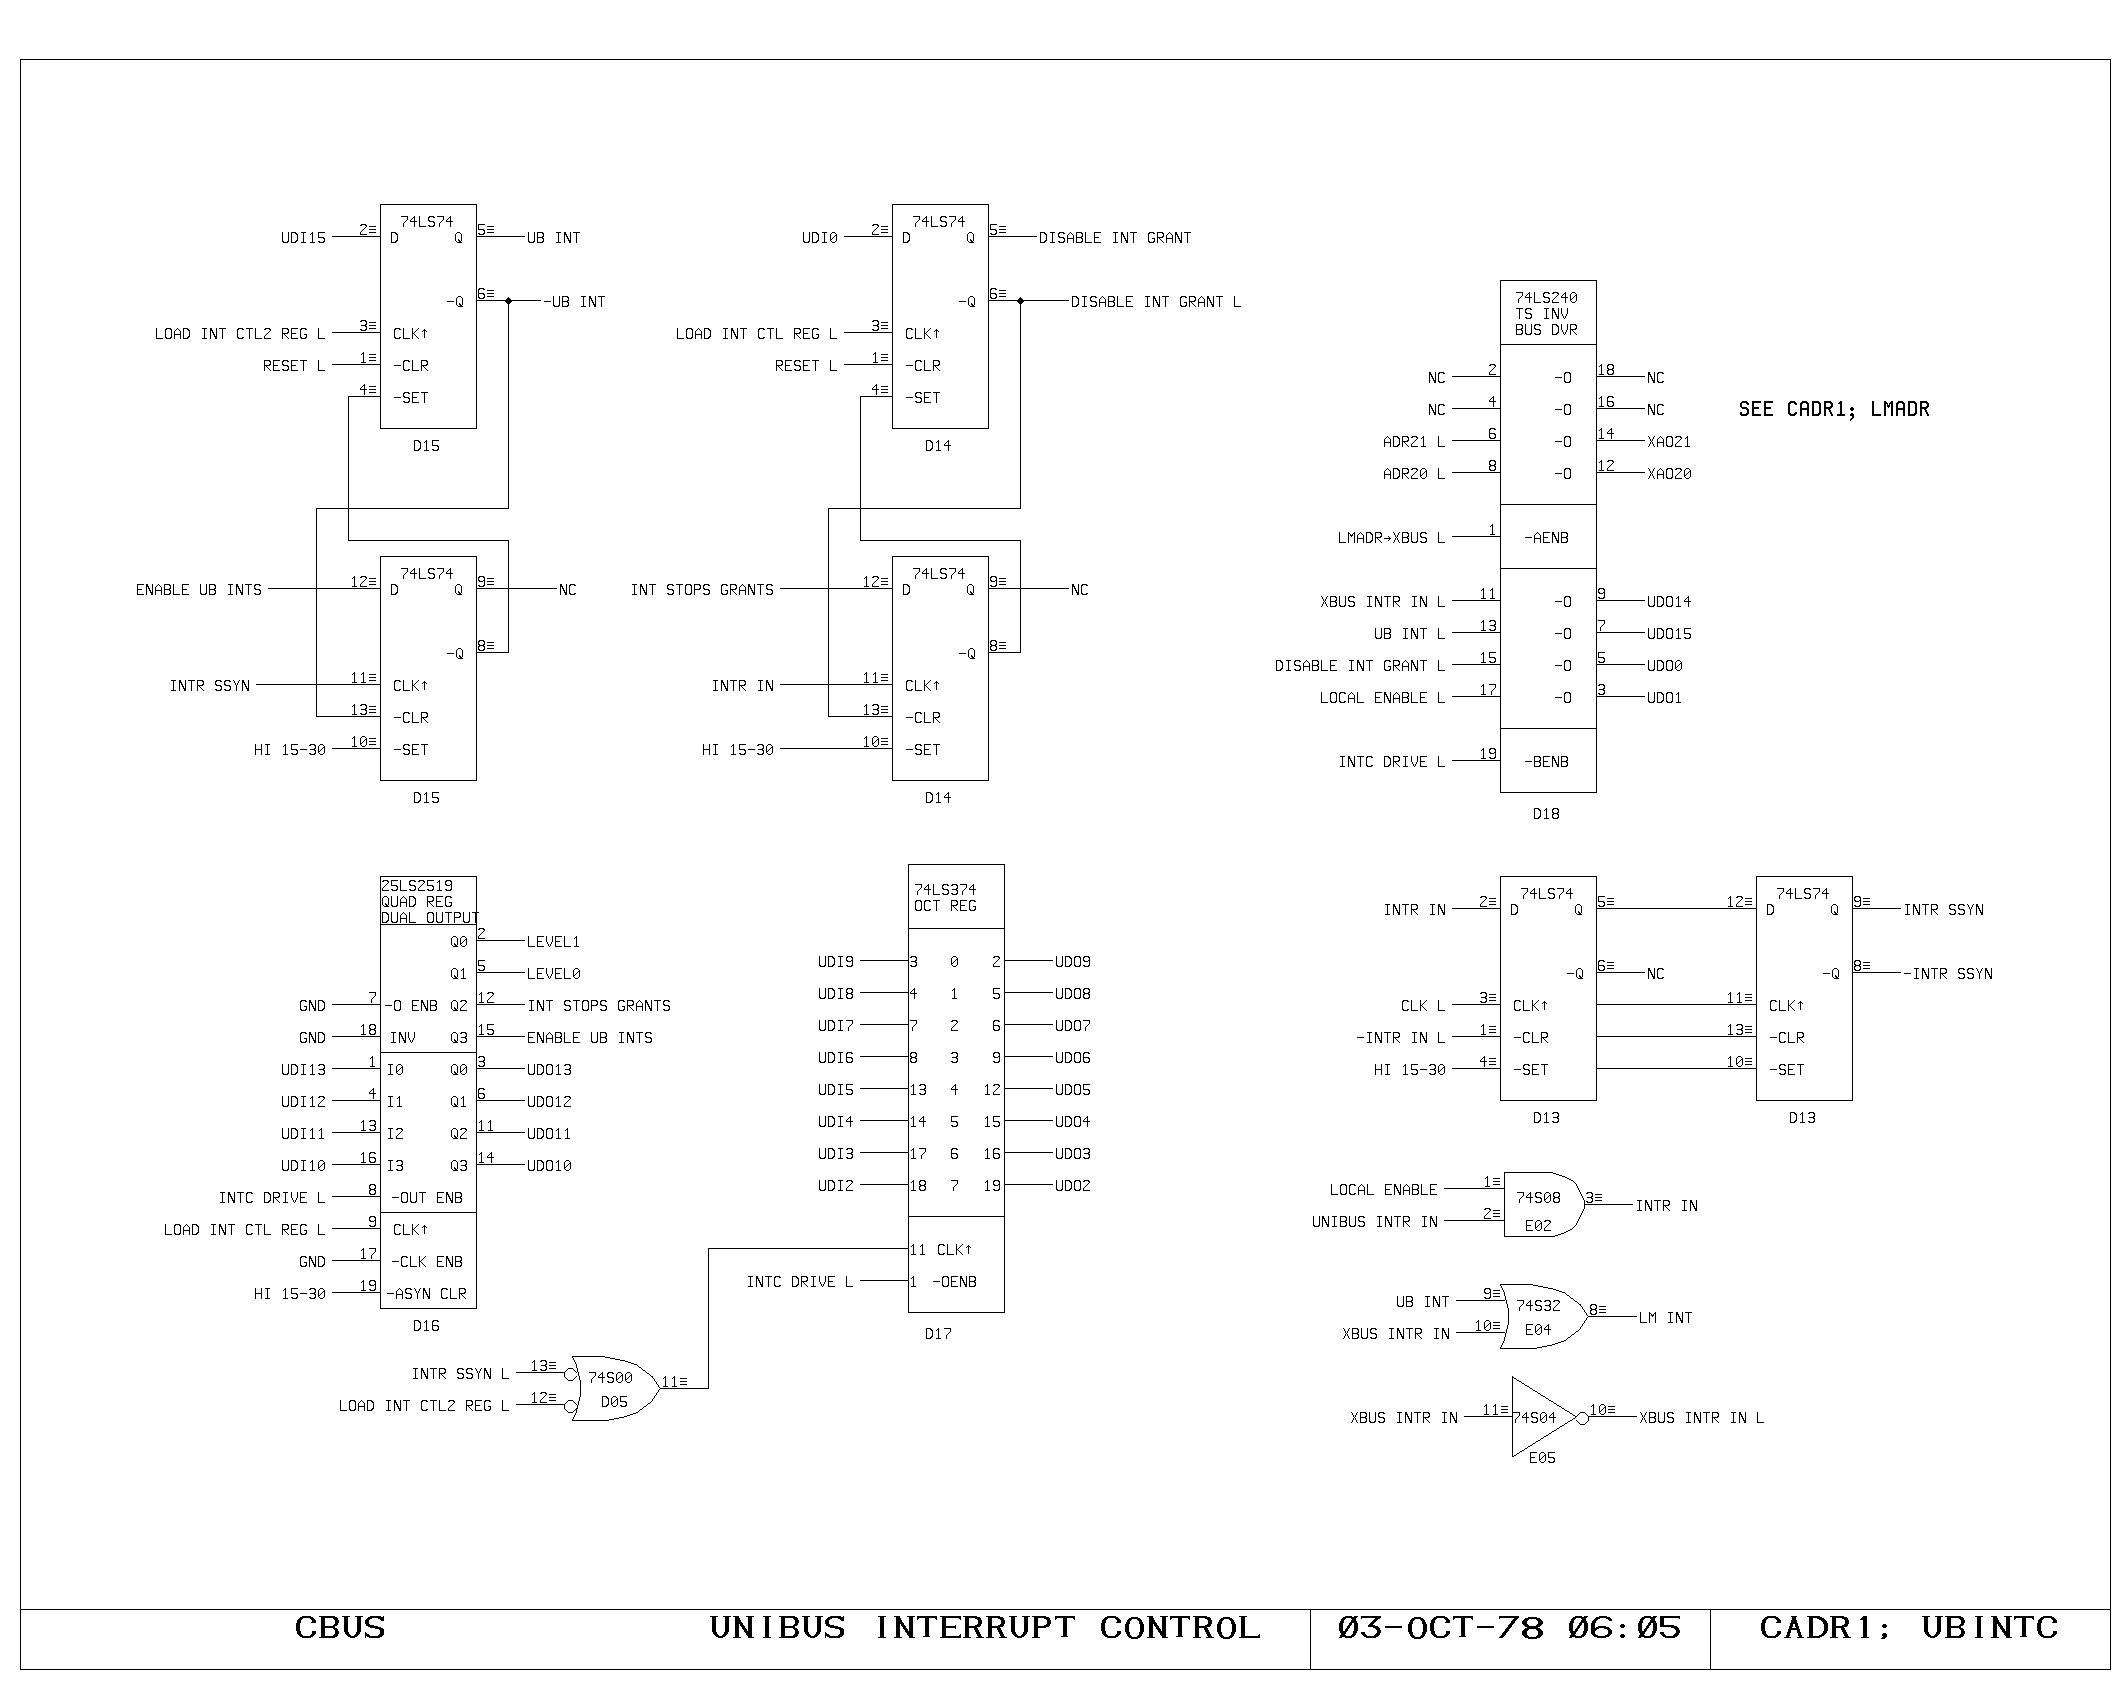 74LS74
UDI15 2≡ D Q 5≡ UB INT
-Q 6≡ -UB INT
LOAD INT CTL2 REG L 3≡ CLK↑
RESET L 1≡ -CLR
4≡ -SET
D15
74LS74
UDI0 2≡ D Q 5≡ DISABLE INT GRANT
-Q 6≡ DISABLE INT GRANT L
LOAD INT CTL REG L 3≡ CLK↑
RESET L 1≡ -CLR
4≡ -SET
D14
74LS240
TS INV
BUS DVR
NC 2 -O 18 NC
NC 4 -O 16 NC
ADR21 L 6 -O 14 XAO21
ADR20 L 8 -O 12 XAO20
LMADR→XBUS L 1 -AENB
XBUS INTR IN L 11 -O 9 UDO14
UB INT L 13 -O 7 UDO15
DISABLE INT GRANT L 15 -O 5 UDO0
LOCAL ENABLE L 17 -O 3 UDO1
INTC DRIVE L 19 -BENB
D18
SEE CADR1; LMADR
74LS74
ENABLE UB INTS 12≡ D Q 9≡ NC
-Q 8≡
INTR SSYN 11≡ CLK↑
13≡ -CLR
HI 15-30 10≡ -SET
D15
74LS74
INT STOPS GRANTS 12≡ D Q 9≡ NC
-Q 8≡
INTR IN 11≡ CLK↑
13≡ -CLR
HI 15-30 10≡ -SET
D14
25LS2519
QUAD REG
DUAL OUTPUT
Q0 2 LEVEL1
Q1 5 LEVEL0
GND 7 -O ENB Q2 12 INT STOPS GRANTS
GND 18 INV Q3 15 ENABLE UB INTS
UDI13 1 I0 Q0 3 UDO13
UDI12 4 I1 Q1 6 UDO12
UDI11 13 I2 Q2 11 UDO11
UDI10 16 I3 Q3 14 UDO10
INTC DRIVE L 8 -OUT ENB
LOAD INT CTL REG L 9 CLK↑
GND 17 -CLK ENB
HI 15-30 19 -ASYN CLR
D16
74LS374
OCT REG
UDI9 3 0 2 UDO9
UDI8 4 1 5 UDO8
UDI7 7 2 6 UDO7
UDI6 8 3 9 UDO6
UDI5 13 4 12 UDO5
UDI4 14 5 15 UDO4
UDI3 17 6 16 UDO3
UDI2 18 7 19 UDO2
11 CLK↑
INTC DRIVE L 1 -OENB
D17
INTR SSYN L 13≡ 74S00
LOAD INT CTL2 REG L 12≡ D05 11≡
74LS74 74LS74
INTR IN 2≡ D Q 5≡ 12≡ D Q 9≡ INTR SSYN
-Q 6≡ NC -Q 8≡ -INTR SSYN
CLK L 3≡ CLK↑ 11≡ CLK↑
-INTR IN L 1≡ -CLR 13≡ -CLR
HI 15-30 4≡ -SET 10≡ -SET
D13 D13
LOCAL ENABLE 1≡ 74S08 3≡ INTR IN
UNIBUS INTR IN 2≡ E02
UB INT 9≡ 74S32 8≡ LM INT
XBUS INTR IN 10≡ E04
XBUS INTR IN 11≡ 74S04 10≡ XBUS INTR IN L
E05
CBUS UNIBUS INTERRUPT CONTROL 03-OCT-78 06:05 CADR1; UBINTC